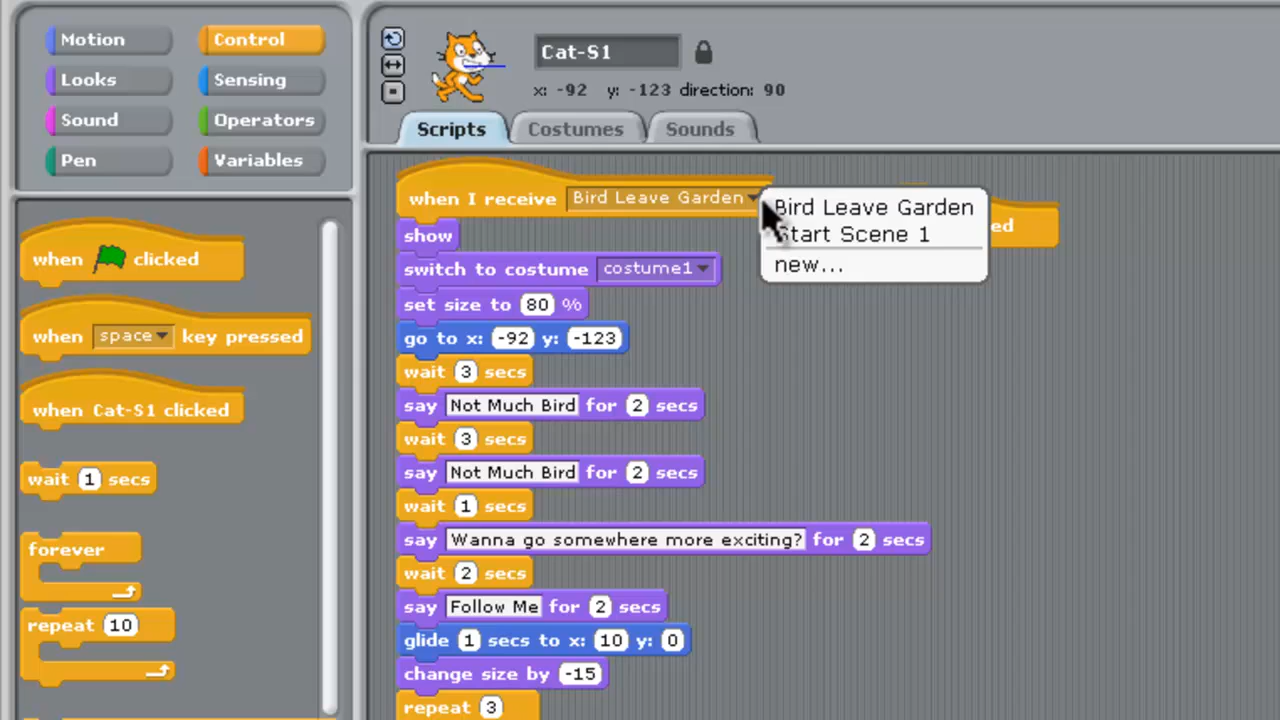 Motion
Control
Looks
Sensing
Sound
Operators
Pen
Variables
Cat-S1
x: -92 y: -123 direction: 90
Scripts
Costumes
Sounds
when clicked
when space key pressed
when Cat-S1 clicked
wait 1 secs
forever
repeat 10
when I receive Bird Leave Garden
show
switch to costume costume1
set size to 80 %
go to x: -92 y: -123
wait 3 secs
say Not Much Bird for 2 secs
wait 3 secs
say Not Much Bird for 2 secs
wait 1 secs
say Wanna go somewhere more exciting? for 2 secs
wait 2 secs
say Follow Me for 2 secs
glide 1 secs to x: 10 y: 0
change size by -15
repeat 3
Bird Leave Garden
Start Scene 1
new...
ed